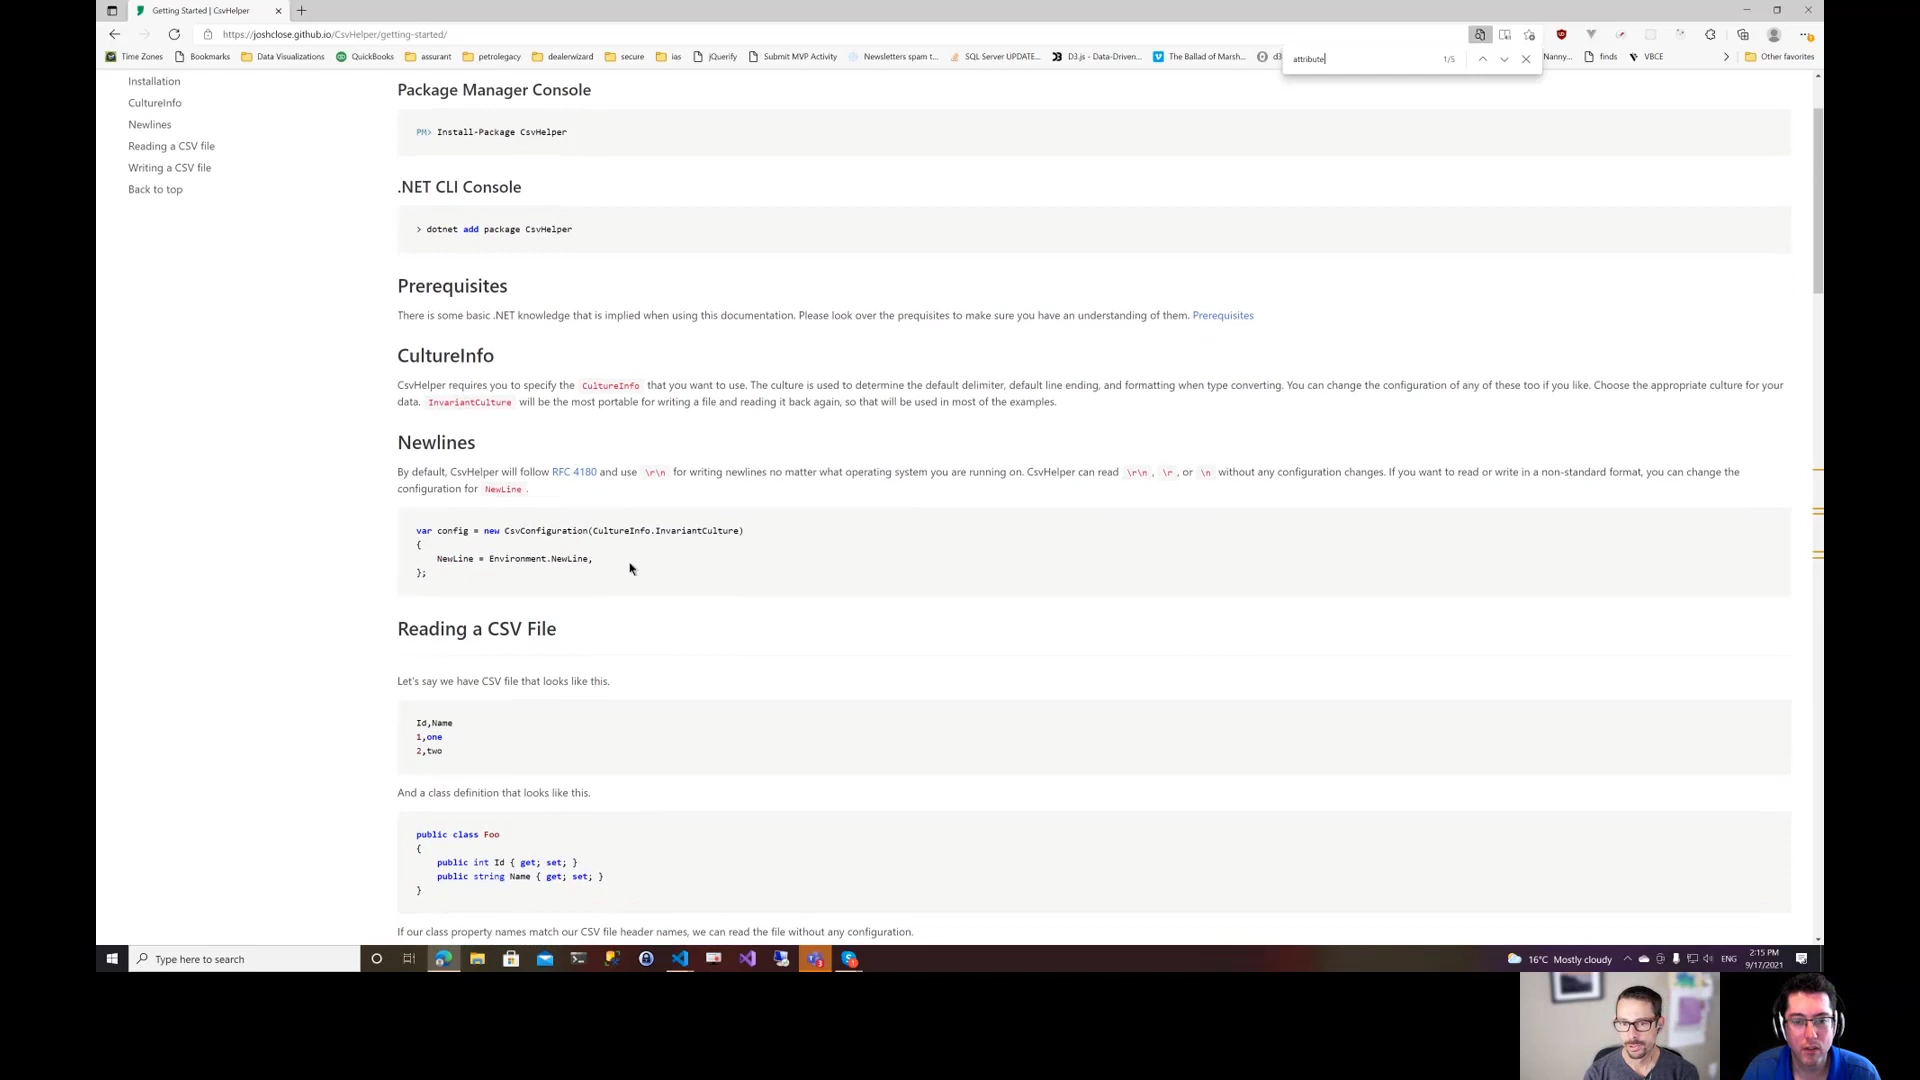 Getting Started | CsvHelper
https://joshclose.github.io/CsvHelper/getting-started/
Time Zones Bookmarks Data Visualizations QuickBooks assurant petrolegacy dealerwizard secure ias jQuerify Submit MVP Activity Newsletters spam t... SQL Server UPDATE... D3.js - Data-Driven... The Ballad of Marsh... d3 Nanny... finds VBCE Other favorites
attribute 1/5
Installation
CultureInfo
Newlines
Reading a CSV file
Writing a CSV file
Back to top
Package Manager Console
PM> Install-Package CsvHelper
.NET CLI Console
> dotnet add package CsvHelper
Prerequisites
There is some basic .NET knowledge that is implied when using this documentation. Please look over the prequisites to make sure you have an understanding of them. Prerequisites
CultureInfo
CsvHelper requires you to specify the CultureInfo that you want to use. The culture is used to determine the default delimiter, default line ending, and formatting when type converting. You can change the configuration of any of these too if you like. Choose the appropriate culture for your
data. InvariantCulture will be the most portable for writing a file and reading it back again, so that will be used in most of the examples.
Newlines
By default, CsvHelper will follow RFC 4180 and use \r\n for writing newlines no matter what operating system you are running on. CsvHelper can read \r\n, \r, or \n without any configuration changes. If you want to read or write in a non-standard format, you can change the
configuration for NewLine.
var config = new CsvConfiguration(CultureInfo.InvariantCulture)
{
NewLine = Environment.NewLine,
};
Reading a CSV File
Let's say we have CSV file that looks like this.
Id,Name
1,one
2,two
And a class definition that looks like this.
public class Foo
{
public int Id { get; set; }
public string Name { get; set; }
}
If our class property names match our CSV file header names, we can read the file without any configuration.
Type here to search
16°C Mostly cloudy
ENG
2:15 PM
9/17/2021